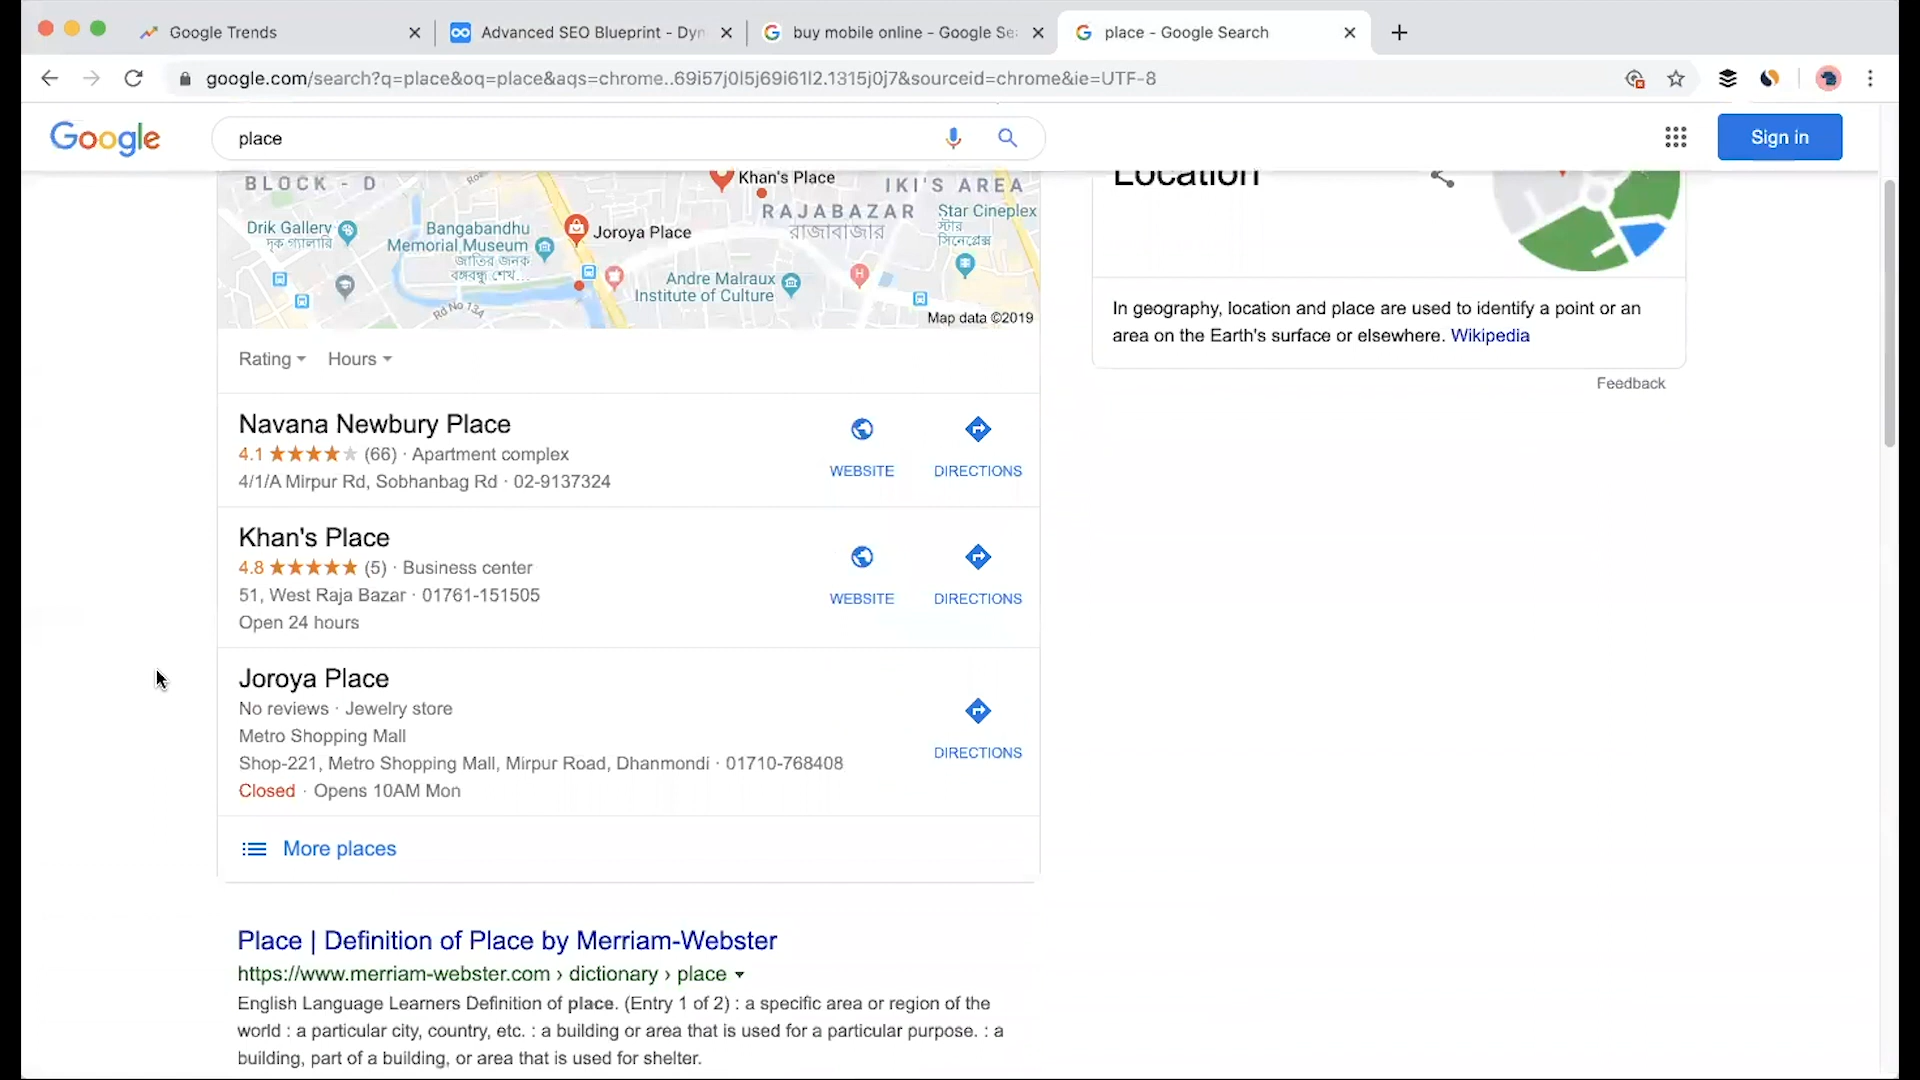 Google Trends
Advanced SEO Blueprint - Dyn
buy mobile online - Google Se
place - Google Search
google.com/search?q=place&oq=place&aqs=chrome..69i57j0l5j69i61l2.1315j0j7&sourceid=chrome&ie=UTF-8
Google
place
Sign in
BLOCK - D
Khan's Place
IKI'S AREA
RAJABAZAR
রাজাবাজার
Star Cineplex
স্টার
সিনেপ্লেক্স
Drik Gallery
দৃক গ্যালারি
Bangabandhu
Memorial Museum
জাতির জনক
বঙ্গবন্ধু শেখ...
Joroya Place
Andre Malraux
Institute of Culture
Rd No 134
Map data ©2019
Location
In geography, location and place are used to identify a point or an
area on the Earth's surface or elsewhere. Wikipedia
Feedback
Rating
Hours
Navana Newbury Place
4.1 (66) · Apartment complex
4/1/A Mirpur Rd, Sobhanbag Rd · 02-9137324
WEBSITE
DIRECTIONS
Khan's Place
4.8 (5) · Business center
51, West Raja Bazar · 01761-151505
Open 24 hours
WEBSITE
DIRECTIONS
Joroya Place
No reviews · Jewelry store
Metro Shopping Mall
Shop-221, Metro Shopping Mall, Mirpur Road, Dhanmondi · 01710-768408
Closed · Opens 10AM Mon
DIRECTIONS
More places
Place | Definition of Place by Merriam-Webster
https://www.merriam-webster.com › dictionary › place
English Language Learners Definition of place. (Entry 1 of 2) : a specific area or region of the
world : a particular city, country, etc. : a building or area that is used for a particular purpose. : a
building, part of a building, or area that is used for shelter.